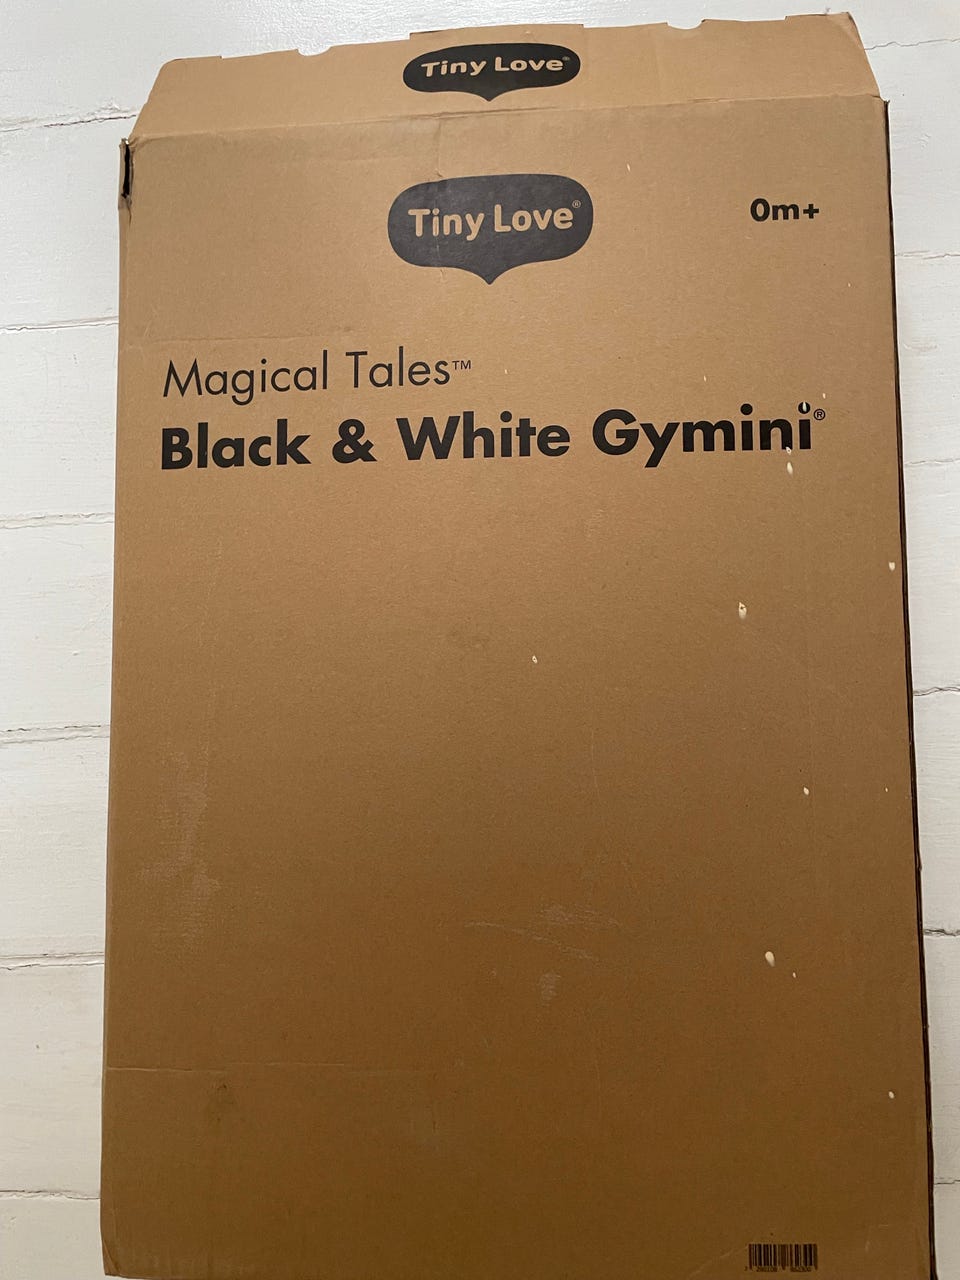 Tiny Love®
Tiny Love®
0m+
Magical Tales™
Black & White Gymini®